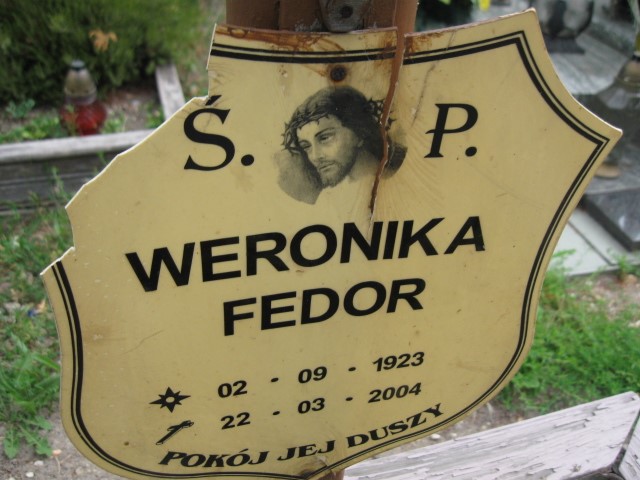 Ś. P.
WERONIKA
FEDOR
02 - 09 - 1923
22 - 03 - 2004
POKÓJ JEJ DUSZY